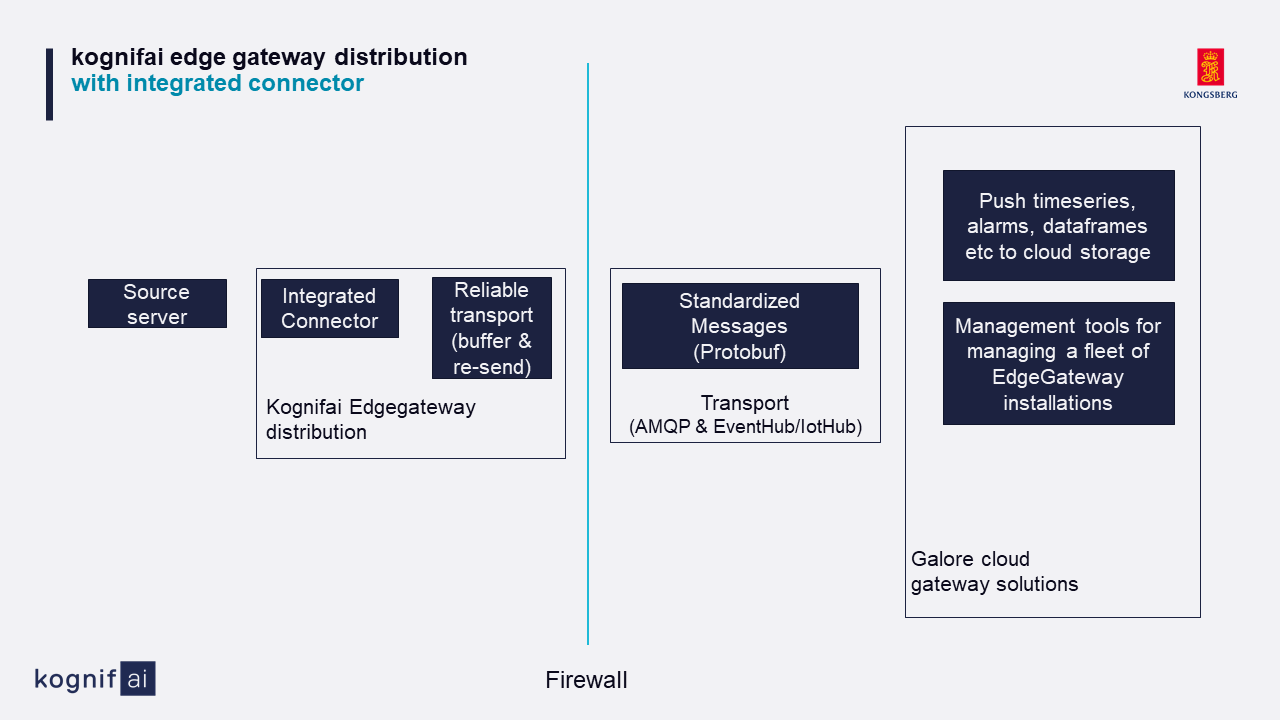 kognifai edge gateway distribution
with integrated connector
KONGSBERG
Source
server
Integrated
Connector
Reliable
transport
(buffer &
re-send)
Kognifai Edgegateway
distribution
Standardized
Messages
(Protobuf)
Transport
(AMQP & EventHub/IotHub)
Push timeseries,
alarms, dataframes
etc to cloud storage
Management tools for
managing a fleet of
EdgeGateway
installations
Galore cloud
gateway solutions
kognifai
Firewall